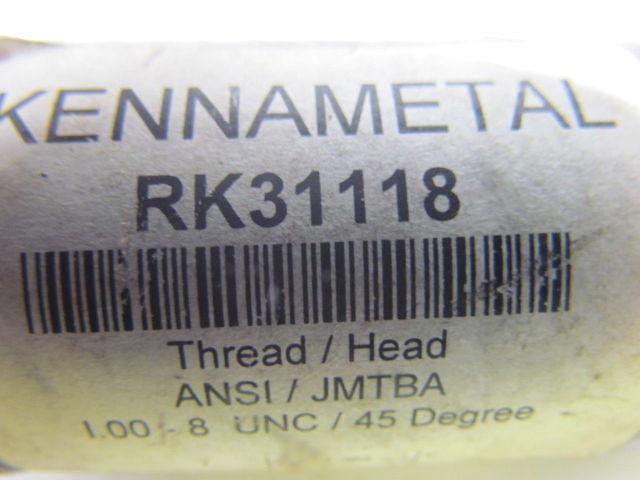 KENNAMETAL
RK31118
Thread / Head
ANSI / JMTBA
1.00 - 8 UNC / 45 Degree